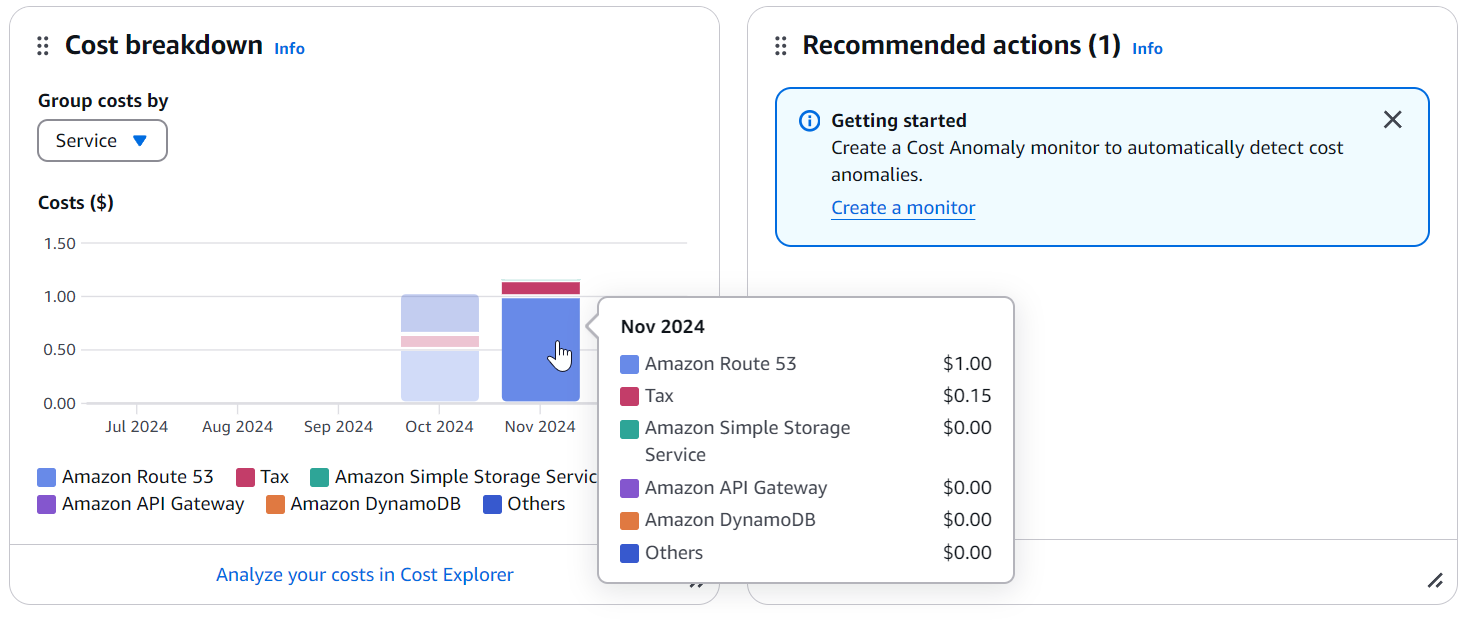 Cost breakdown Info
Group costs by
Service
Costs ($)
1.50
1.00
0.50
0.00
Jul 2024 Aug 2024 Sep 2024 Oct 2024 Nov 2024
Amazon Route 53 Tax Amazon Simple Storage Servic
Amazon API Gateway Amazon DynamoDB Others
Analyze your costs in Cost Explorer
Nov 2024
Amazon Route 53 $1.00
Tax $0.15
Amazon Simple Storage $0.00
Service
Amazon API Gateway $0.00
Amazon DynamoDB $0.00
Others $0.00
Recommended actions (1) Info
Getting started
Create a Cost Anomaly monitor to automatically detect cost
anomalies.
Create a monitor